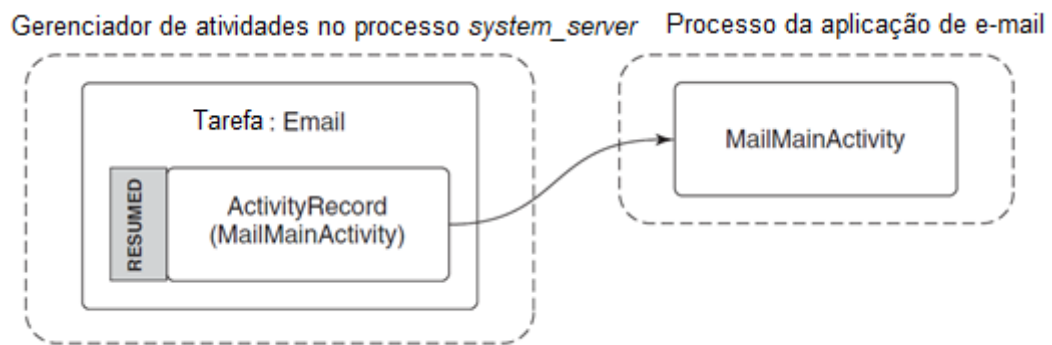 Gerenciador de atividades no processo system_server
Processo da aplicação de e-mail
Tarefa : Email
RESUMED
ActivityRecord
(MailMainActivity)
MailMainActivity